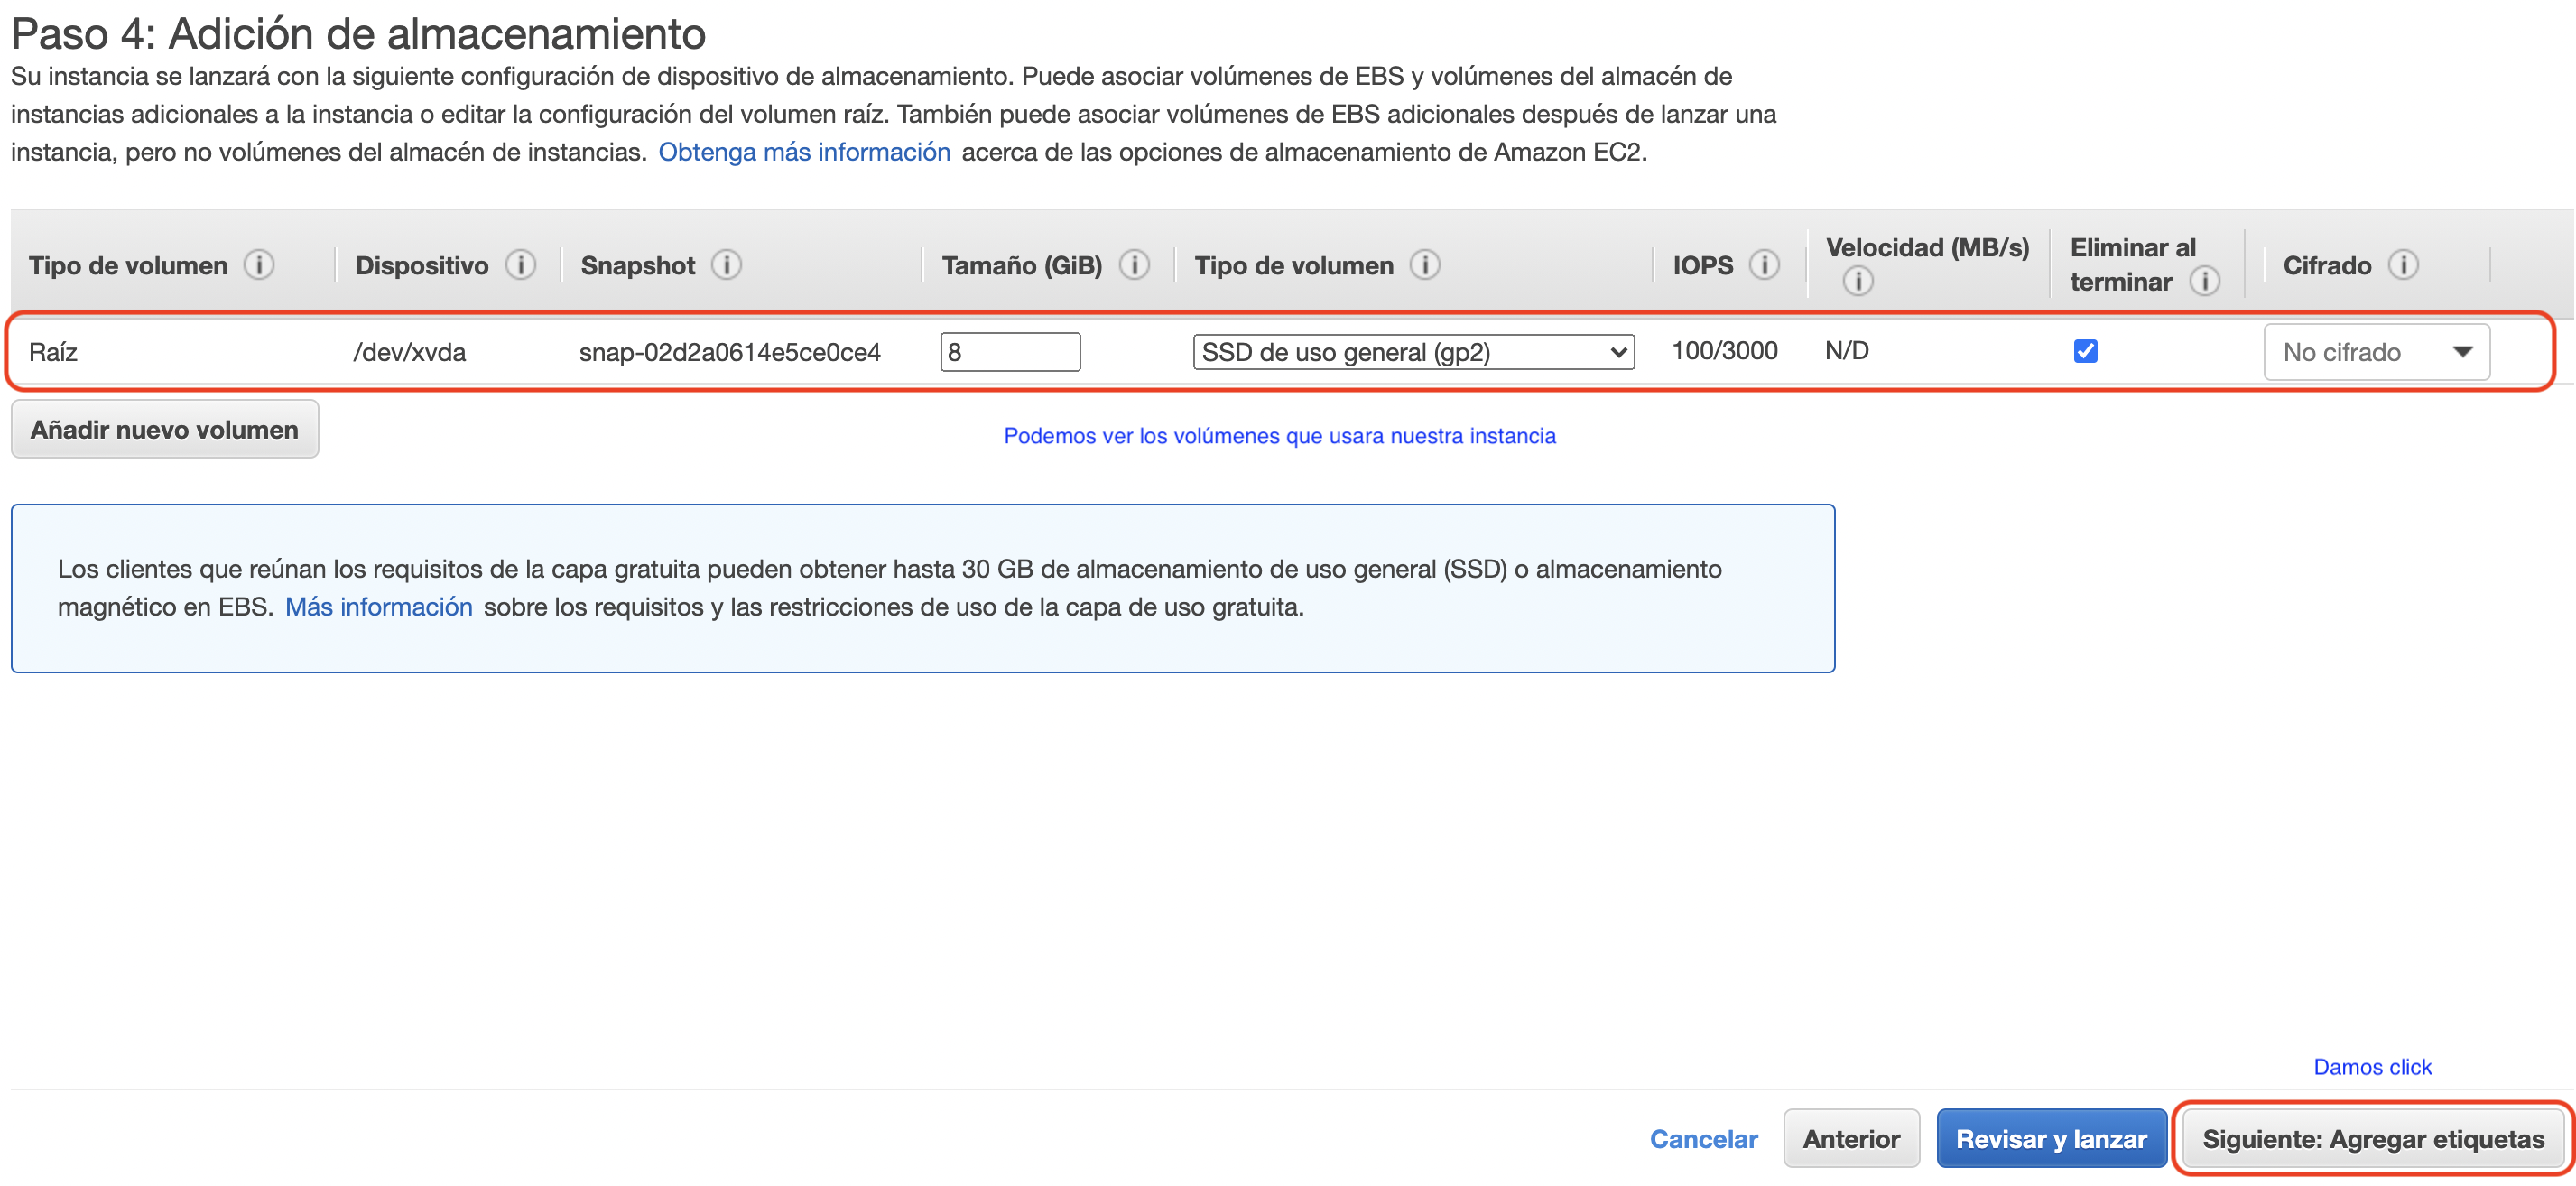 Paso 4: Adición de almacenamiento
Su instancia se lanzará con la siguiente configuración de dispositivo de almacenamiento. Puede asociar volúmenes de EBS y volúmenes del almacén de
instancias adicionales a la instancia o editar la configuración del volumen raíz. También puede asociar volúmenes de EBS adicionales después de lanzar una
instancia, pero no volúmenes del almacén de instancias. Obtenga más información acerca de las opciones de almacenamiento de Amazon EC2.
Tipo de volumen i Dispositivo i Snapshot i Tamaño (GiB) i Tipo de volumen i IOPS i Velocidad (MB/s) i Eliminar al terminar i Cifrado i
Raíz /dev/xvda snap-02d2a0614e5ce0ce4 8 SSD de uso general (gp2) 100/3000 N/D No cifrado
Añadir nuevo volumen
Podemos ver los volúmenes que usara nuestra instancia
Los clientes que reúnan los requisitos de la capa gratuita pueden obtener hasta 30 GB de almacenamiento de uso general (SSD) o almacenamiento
magnético en EBS. Más información sobre los requisitos y las restricciones de uso de la capa de uso gratuita.
Damos click
Cancelar Anterior Revisar y lanzar Siguiente: Agregar etiquetas